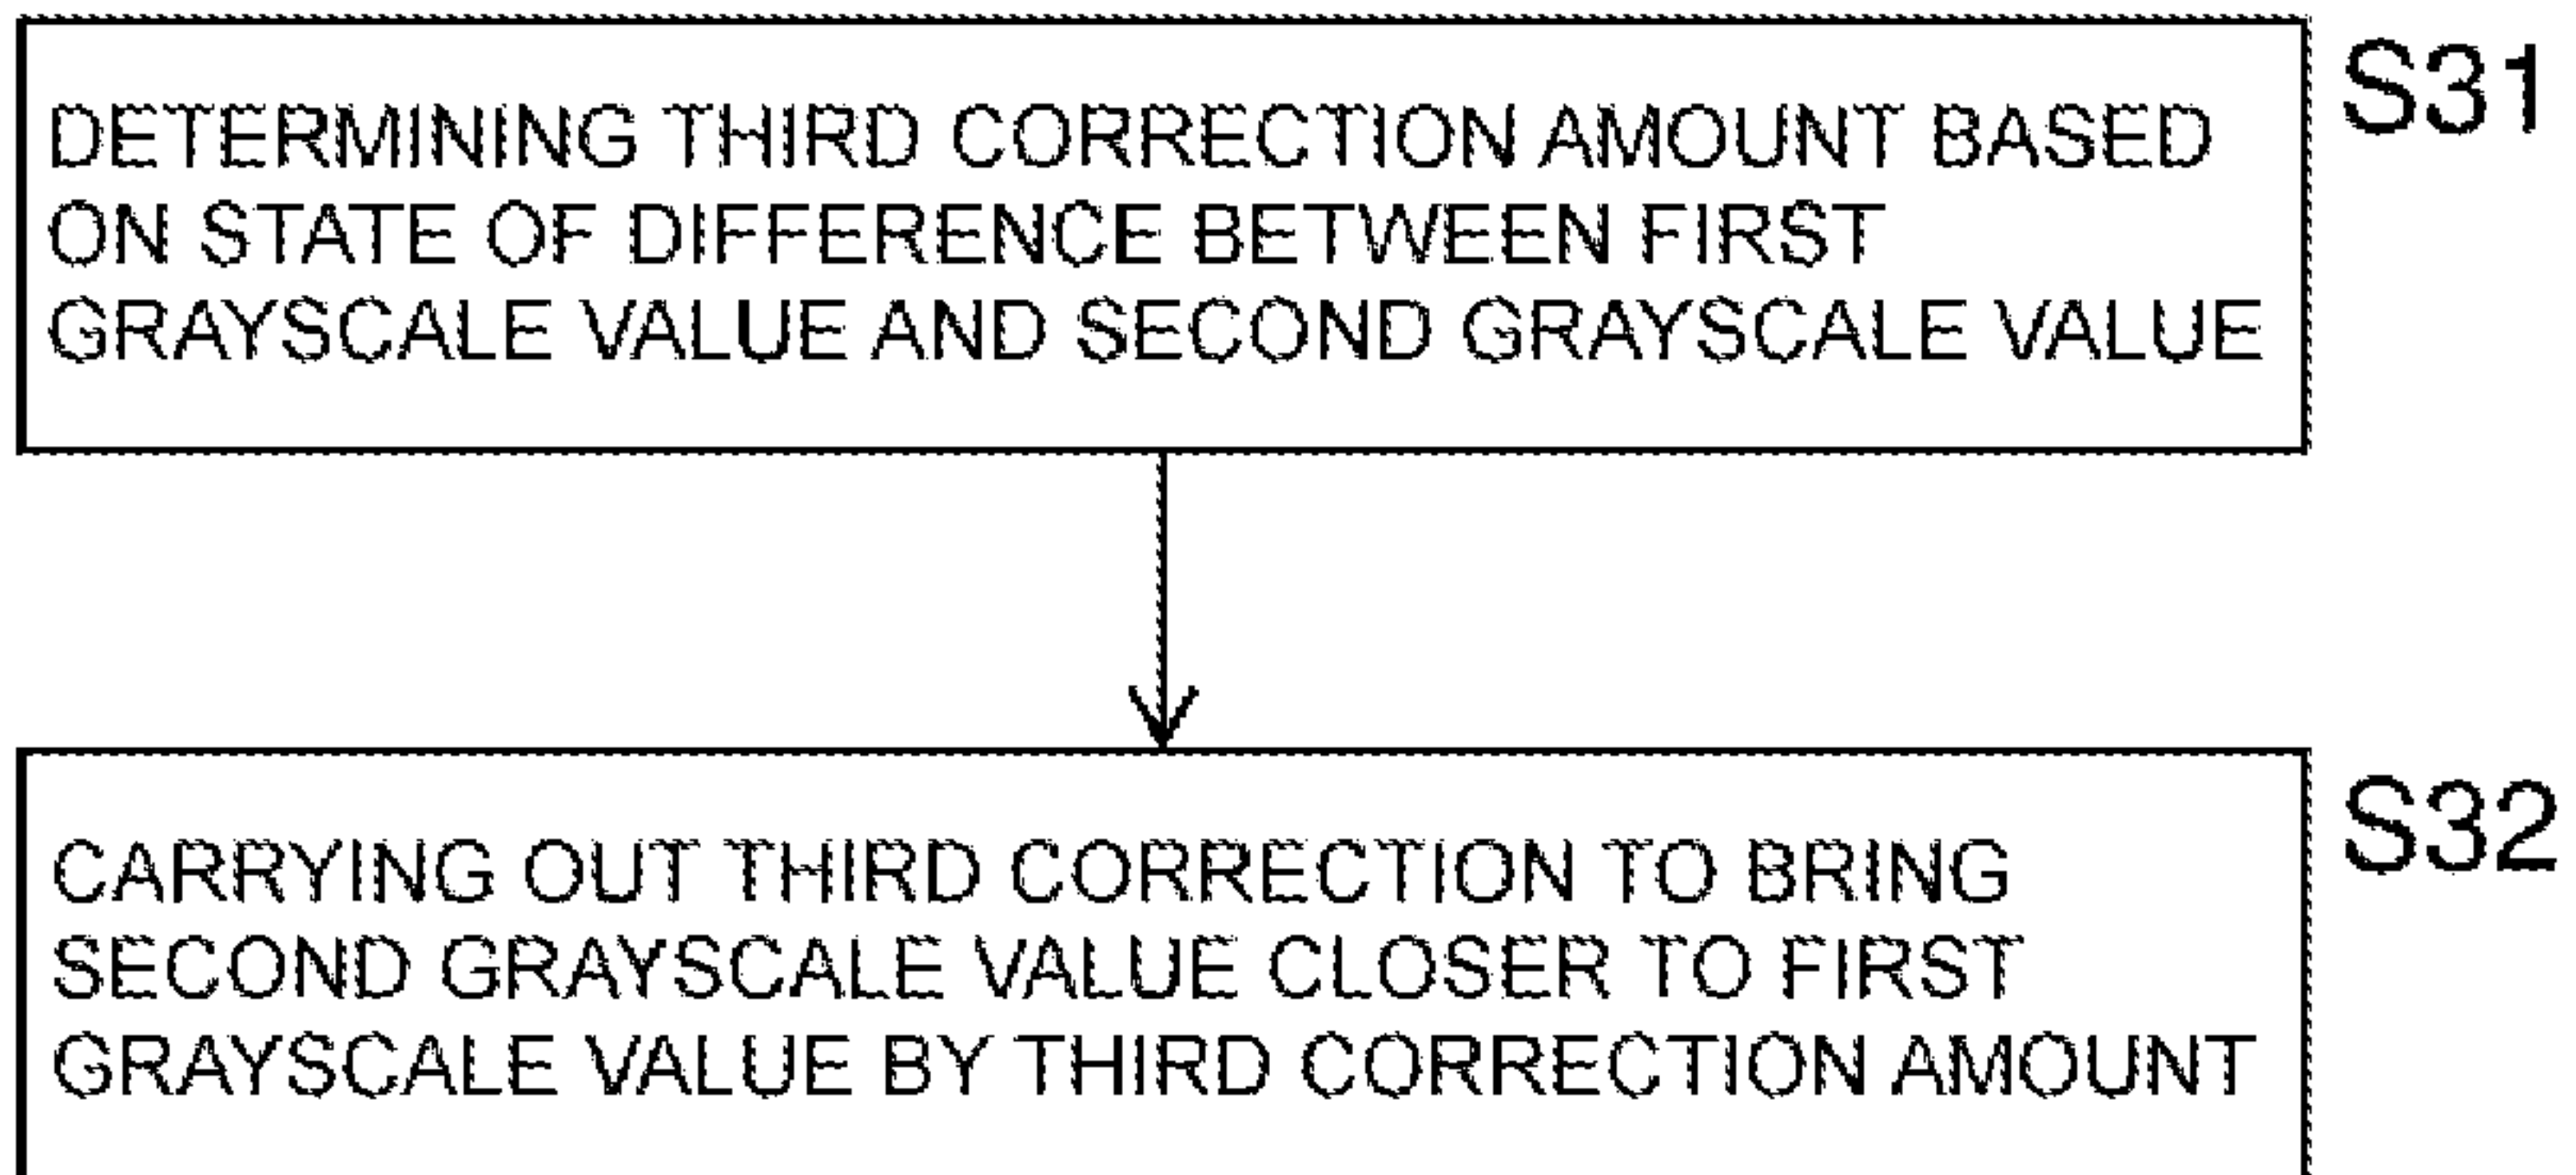 S31
DETERMINING THIRD CORRECTION AMOUNT BASED
ON STATE OF DIFFERENCE BETWEEN FIRST
GRAYSCALE VALUE AND SECOND GRAYSCALE VALUE
S32
CARRYING OUT THIRD CORRECTION TO BRING
SECOND GRAYSCALE VALUE CLOSER TO FIRST
GRAYSCALE VALUE BY THIRD CORRECTION AMOUNT